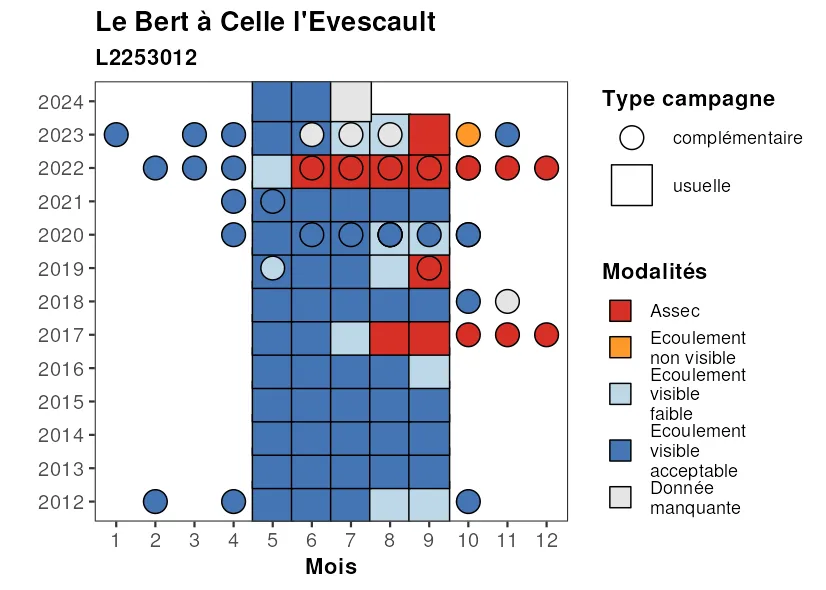 Le Bert à Celle l'Evescault
L2253012
2024
2023
2022
2021
2020
2019
2018
2017
2016
2015
2014
2013
2012
1 2 3 4 5 6 7 8 9 10 11 12
Mois
Type campagne
complémentaire
usuelle
Modalités
Assec
Ecoulement
non visible
Ecoulement
visible
faible
Ecoulement
visible
acceptable
Donnée
manquante